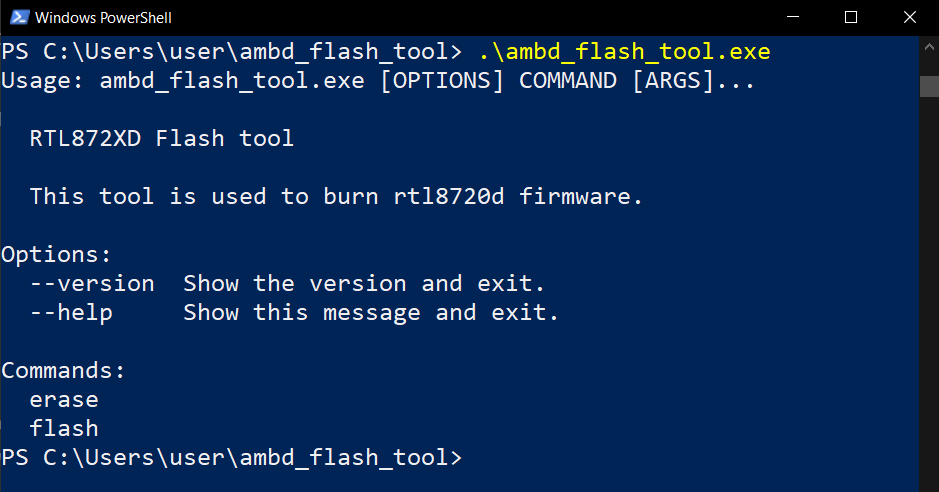 Windows PowerShell
PS C:\Users\user\ambd_flash_tool> .\ambd_flash_tool.exe
Usage: ambd_flash_tool.exe [OPTIONS] COMMAND [ARGS]...
RTL872XD Flash tool
This tool is used to burn rtl8720d firmware.
Options:
--version  Show the version and exit.
--help     Show this message and exit.
Commands:
erase
flash
PS C:\Users\user\ambd_flash_tool>